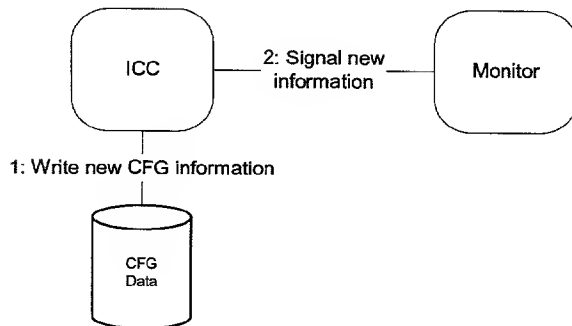 ICC
2: Signal new
information
Monitor
1: Write new CFG information
CFG
Data